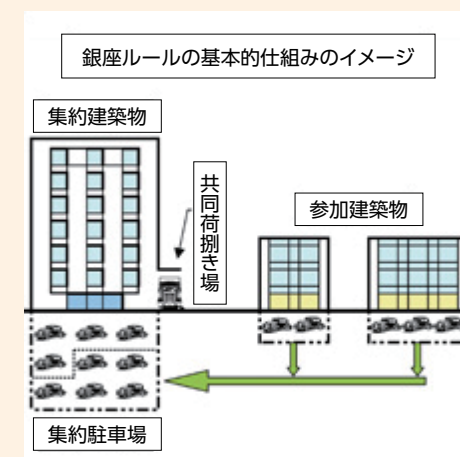 銀座ルールの基本的仕組みのイメージ
集約建築物
共同荷捌き場
参加建築物
集約駐車場